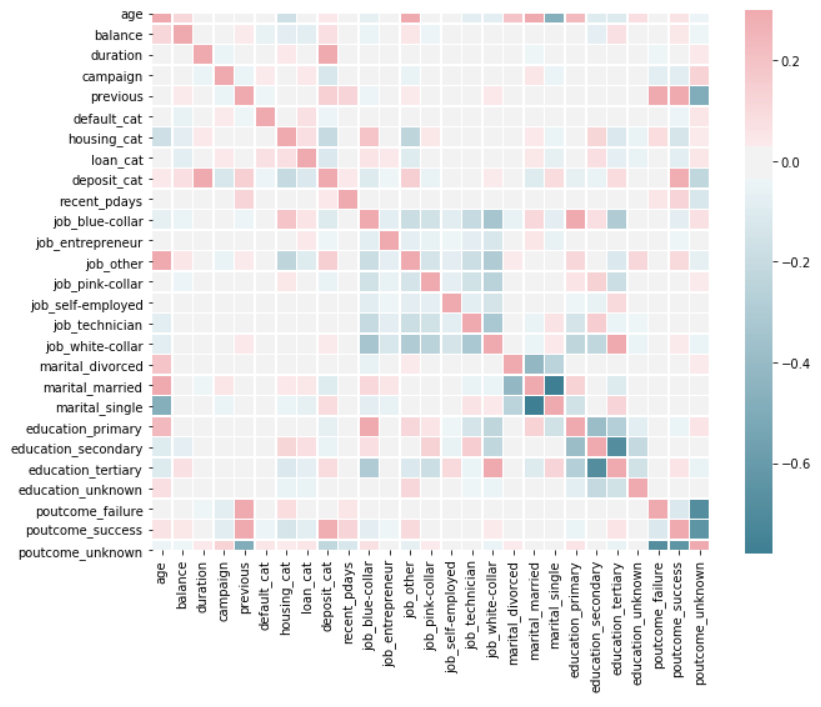 age
balance
duration
campaign
previous
default_cat
housing_cat
loan_cat
deposit_cat
recent_pdays
job_blue-collar
job_entrepreneur
job_other
job_pink-collar
job_self-employed
job_technician
job_white-collar
marital_divorced
marital_married
marital_single
education_primary
education_secondary
education_tertiary
education_unknown
poutcome_failure
poutcome_success
poutcome_unknown
age
balance
duration
campaign
previous
default_cat
housing_cat
loan_cat
deposit_cat
recent_pdays
job_blue-collar
job_entrepreneur
job_other
job_pink-collar
job_self-employed
job_technician
job_white-collar
marital_divorced
marital_married
marital_single
education_primary
education_secondary
education_tertiary
education_unknown
poutcome_failure
poutcome_success
poutcome_unknown
0.2
0.0
−0.2
−0.4
−0.6